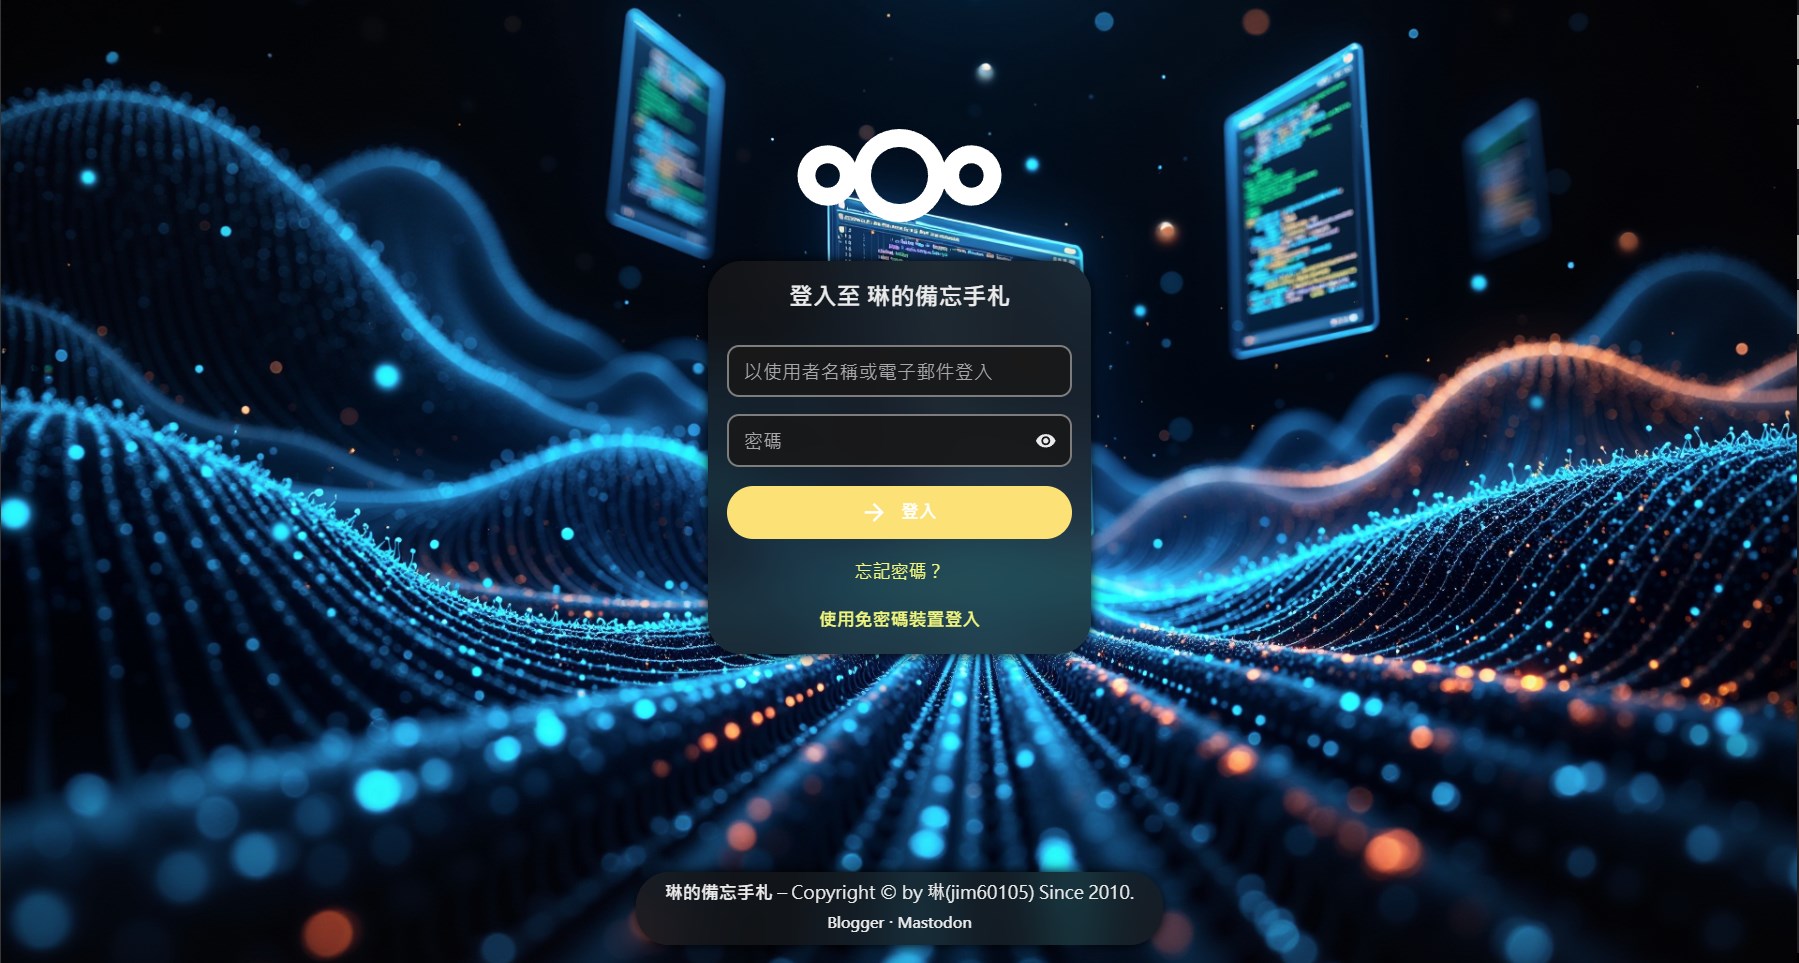 登入至 琳的備忘手札
以使用者名稱或電子郵件登入
密碼
登入
忘記密碼？
使用免密碼裝置登入
琳的備忘手札 – Copyright © by 琳(jim60105) Since 2010.
Blogger · Mastodon